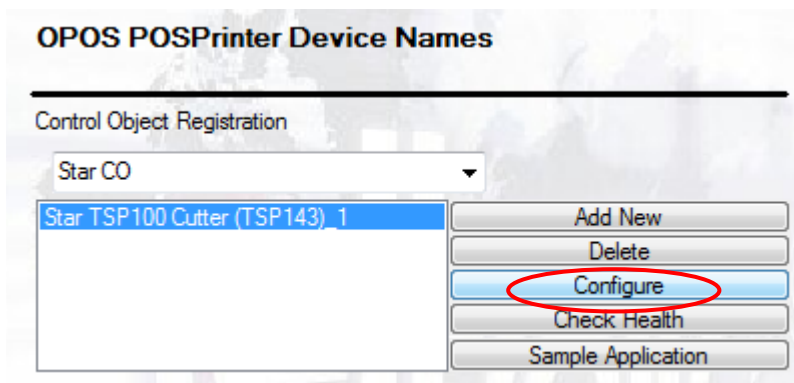 OPOS POSPrinter Device Names
Control Object Registration
Star CO
Star TSP100 Cutter (TSP143)_1
Add New
Delete
Configure
Check Health
Sample Application